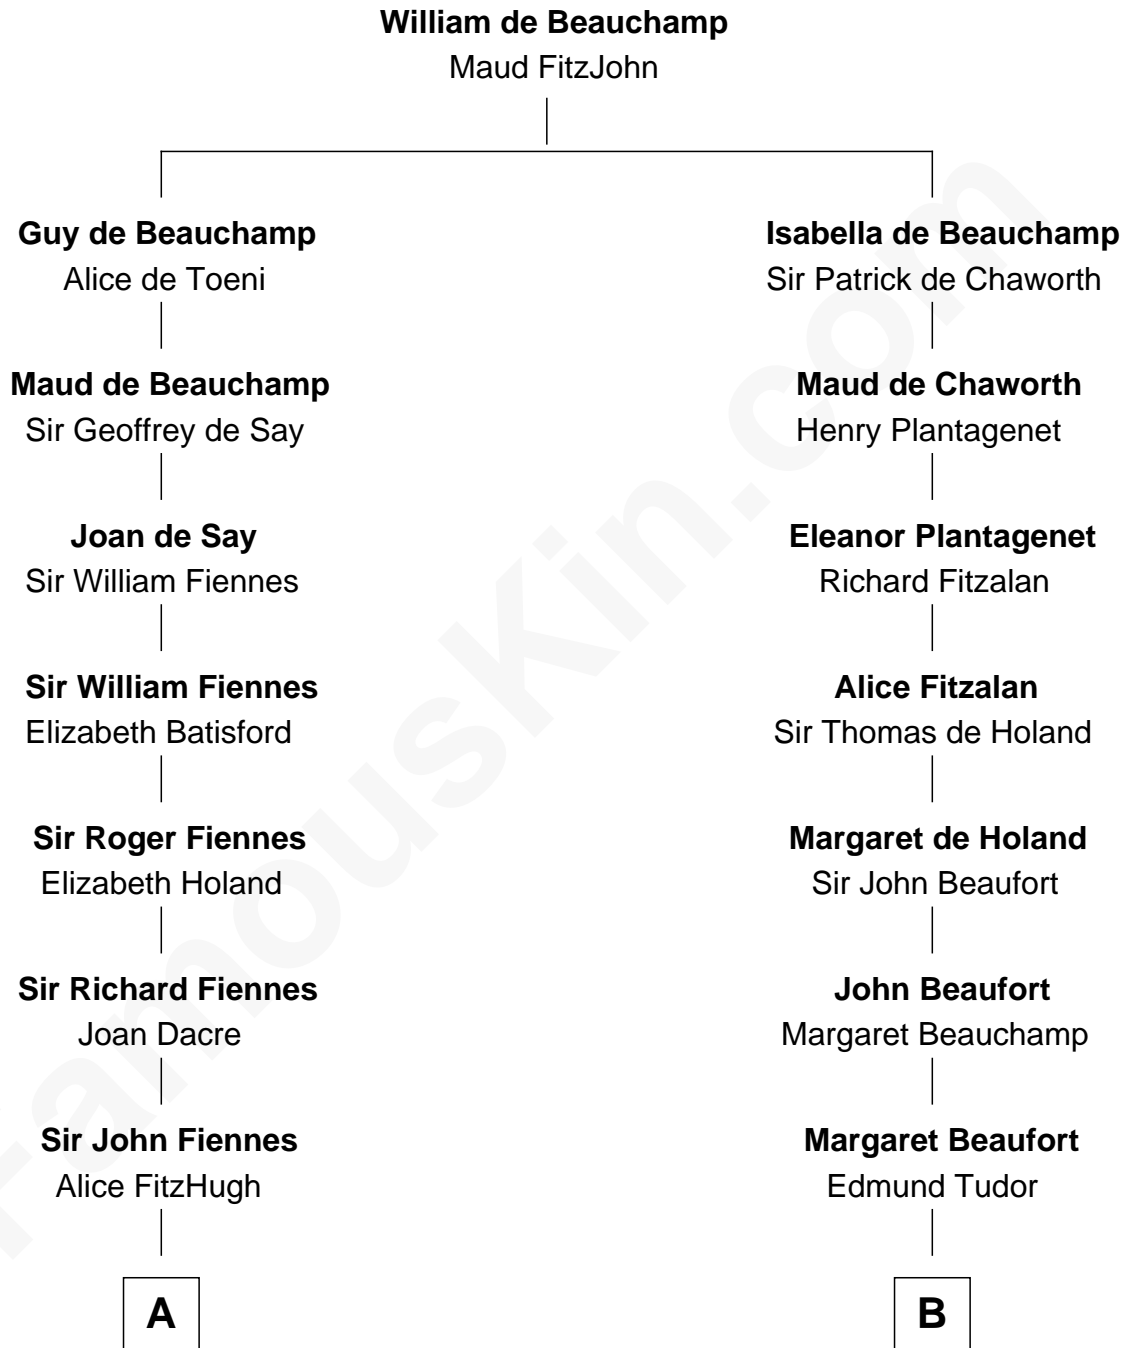 William de Beauchamp
Maud FitzJohn
Guy de Beauchamp
Alice de Toeni
Isabella de Beauchamp
Sir Patrick de Chaworth
Maud de Beauchamp
Sir Geoffrey de Say
Maud de Chaworth
Henry Plantagenet
Joan de Say
Sir William Fiennes
Eleanor Plantagenet
Richard Fitzalan
Sir William Fiennes
Elizabeth Batisford
Alice Fitzalan
Sir Thomas de Holand
Sir Roger Fiennes
Elizabeth Holand
Margaret de Holand
Sir John Beaufort
Sir Richard Fiennes
Joan Dacre
John Beaufort
Margaret Beauchamp
Sir John Fiennes
Alice FitzHugh
Margaret Beaufort
Edmund Tudor
A
B
FamousKin.com